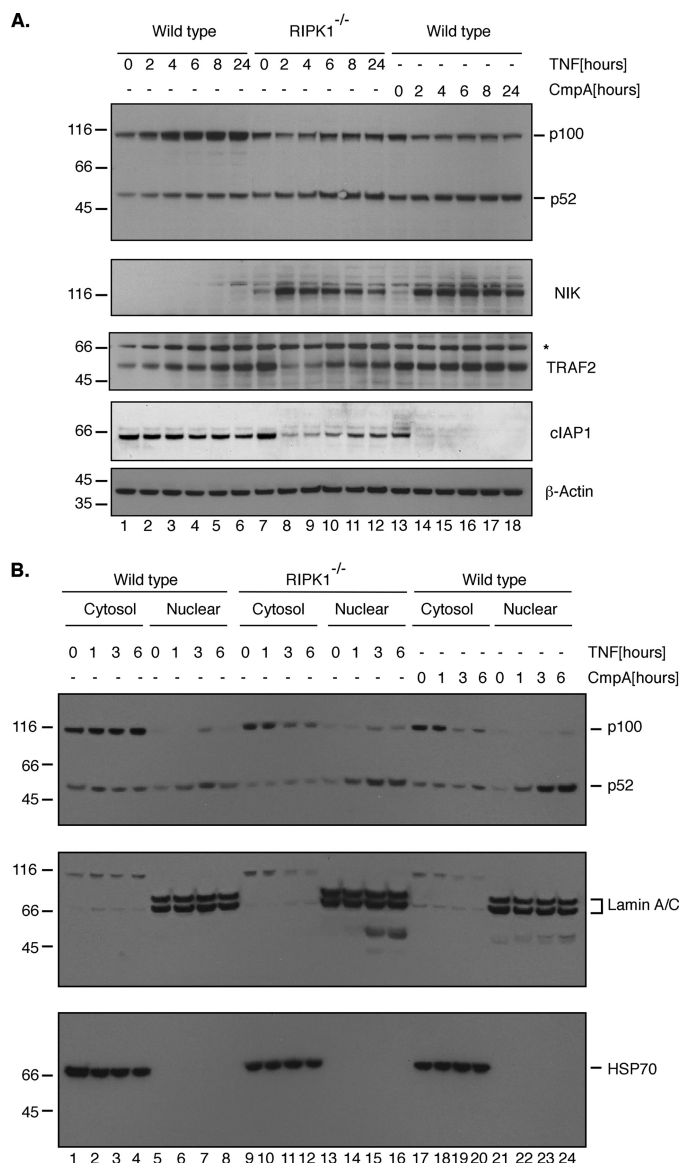 A.
Wild type RIPK1-/- Wild type
0 2 4 6 8 24 0 2 4 6 8 24 - - - - - - TNF[hours]
- - - - - - - - - - - - 0 2 4 6 8 24 CmpA[hours]
116 p100
66
45 p52
116 NIK
66 *
45 TRAF2
66 cIAP1
45
35 β-Actin
1 2 3 4 5 6 7 8 9 10 11 12 13 14 15 16 17 18
B.
Wild type RIPK1-/- Wild type
Cytosol Nuclear Cytosol Nuclear Cytosol Nuclear
0 1 3 6 0 1 3 6 0 1 3 6 0 1 3 6 - - - - - - - - TNF[hours]
- - - - - - - - - - - - - - - - 0 1 3 6 0 1 3 6 CmpA[hours]
116 p100
66
45 p52
116
66 Lamin A/C
45
66 HSP70
45
1 2 3 4 5 6 7 8 9 10 11 12 13 14 15 16 17 18 19 20 21 22 23 24